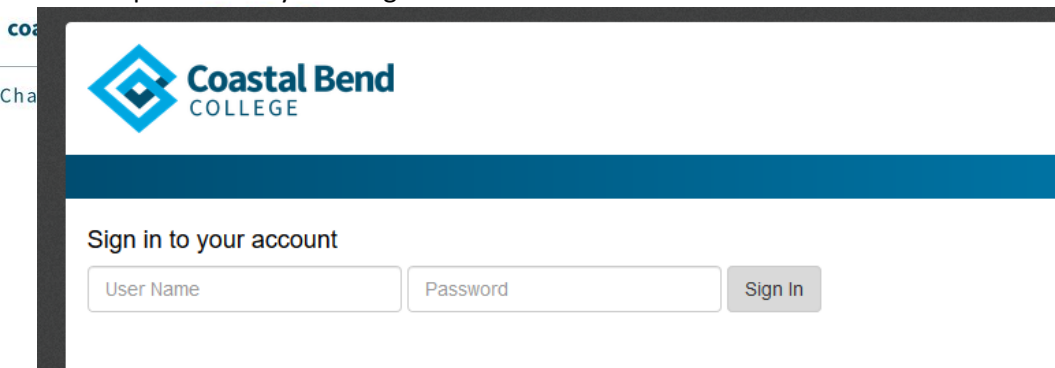 Coastal Bend
COLLEGE
Sign in to your account
User Name
Password
Sign In